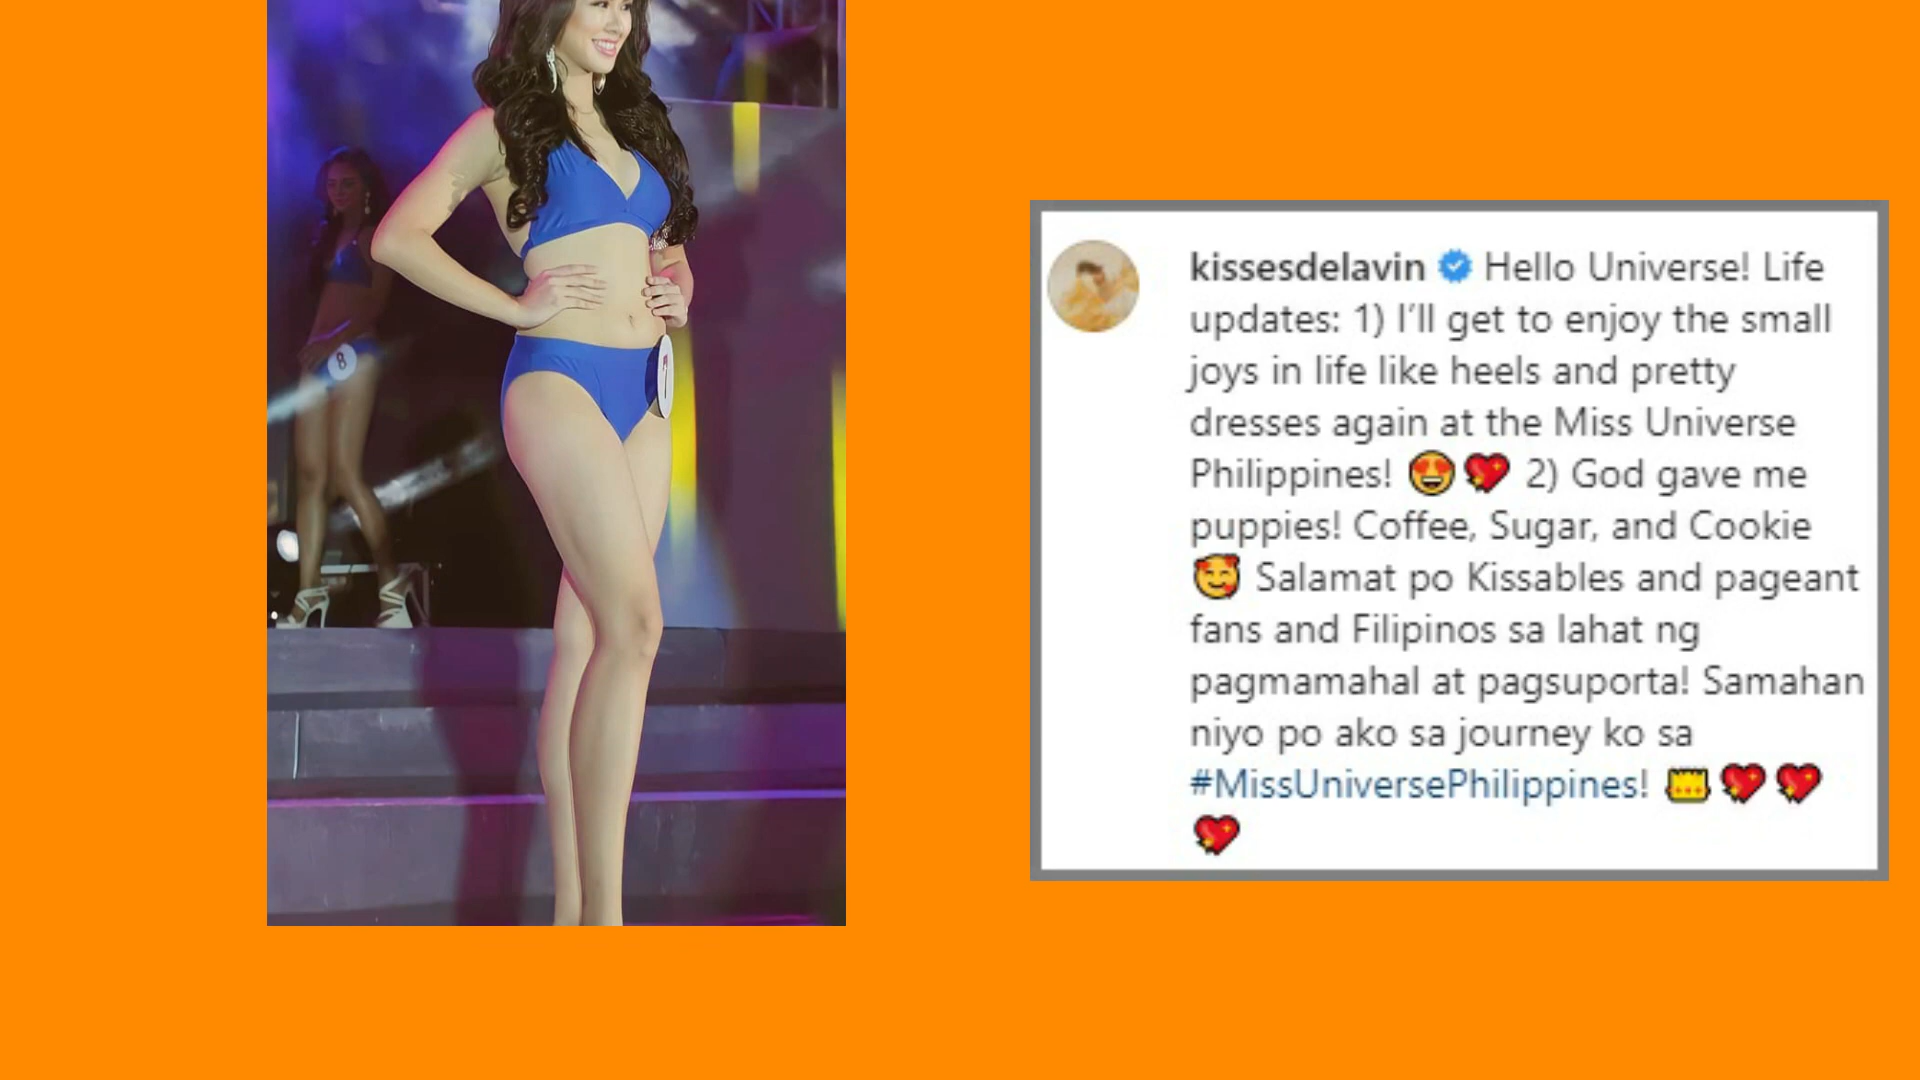 8
kissesdelavin Hello Universe! Life
updates: 1) I’ll get to enjoy the small
joys in life like heels and pretty
dresses again at the Miss Universe
Philippines! 😍💖 2) God gave me
puppies! Coffee, Sugar, and Cookie
🥰 Salamat po Kissables and pageant
fans and Filipinos sa lahat ng
pagmamahal at pagsuporta! Samahan
niyo po ako sa journey ko sa
#MissUniversePhilippines! 👑💖💖
💖